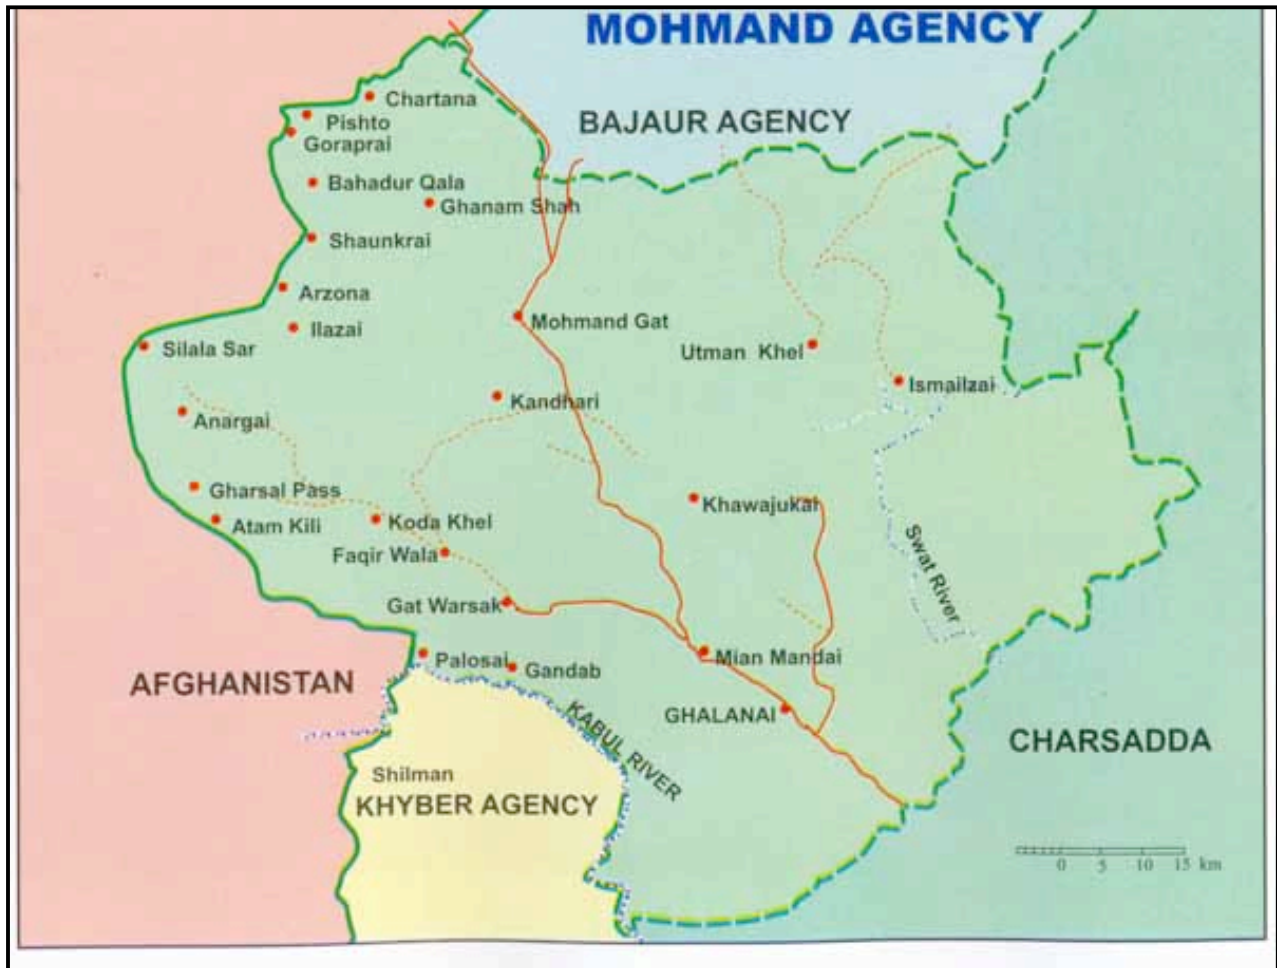 MOHMAND AGENCY
BAJAUR AGENCY
Chartana
Pishto
Goraprai
Bahadur Qala
Ghanam Shah
Shaunkrai
Arzona
Ilazai
Mohmand Gat
Silala Sar
Utman Khel
Ismailzai
Kandhari
Anargai
Gharsal Pass
Khawajukai
Atam Kili
Koda Khel
Faqir Wala
Swat River
Gat Warsak
Palosai
Gandab
Mian Mandai
AFGHANISTAN
KABUL RIVER
GHALANAI
CHARSADDA
Shilman
KHYBER AGENCY
0 5 10 15 km